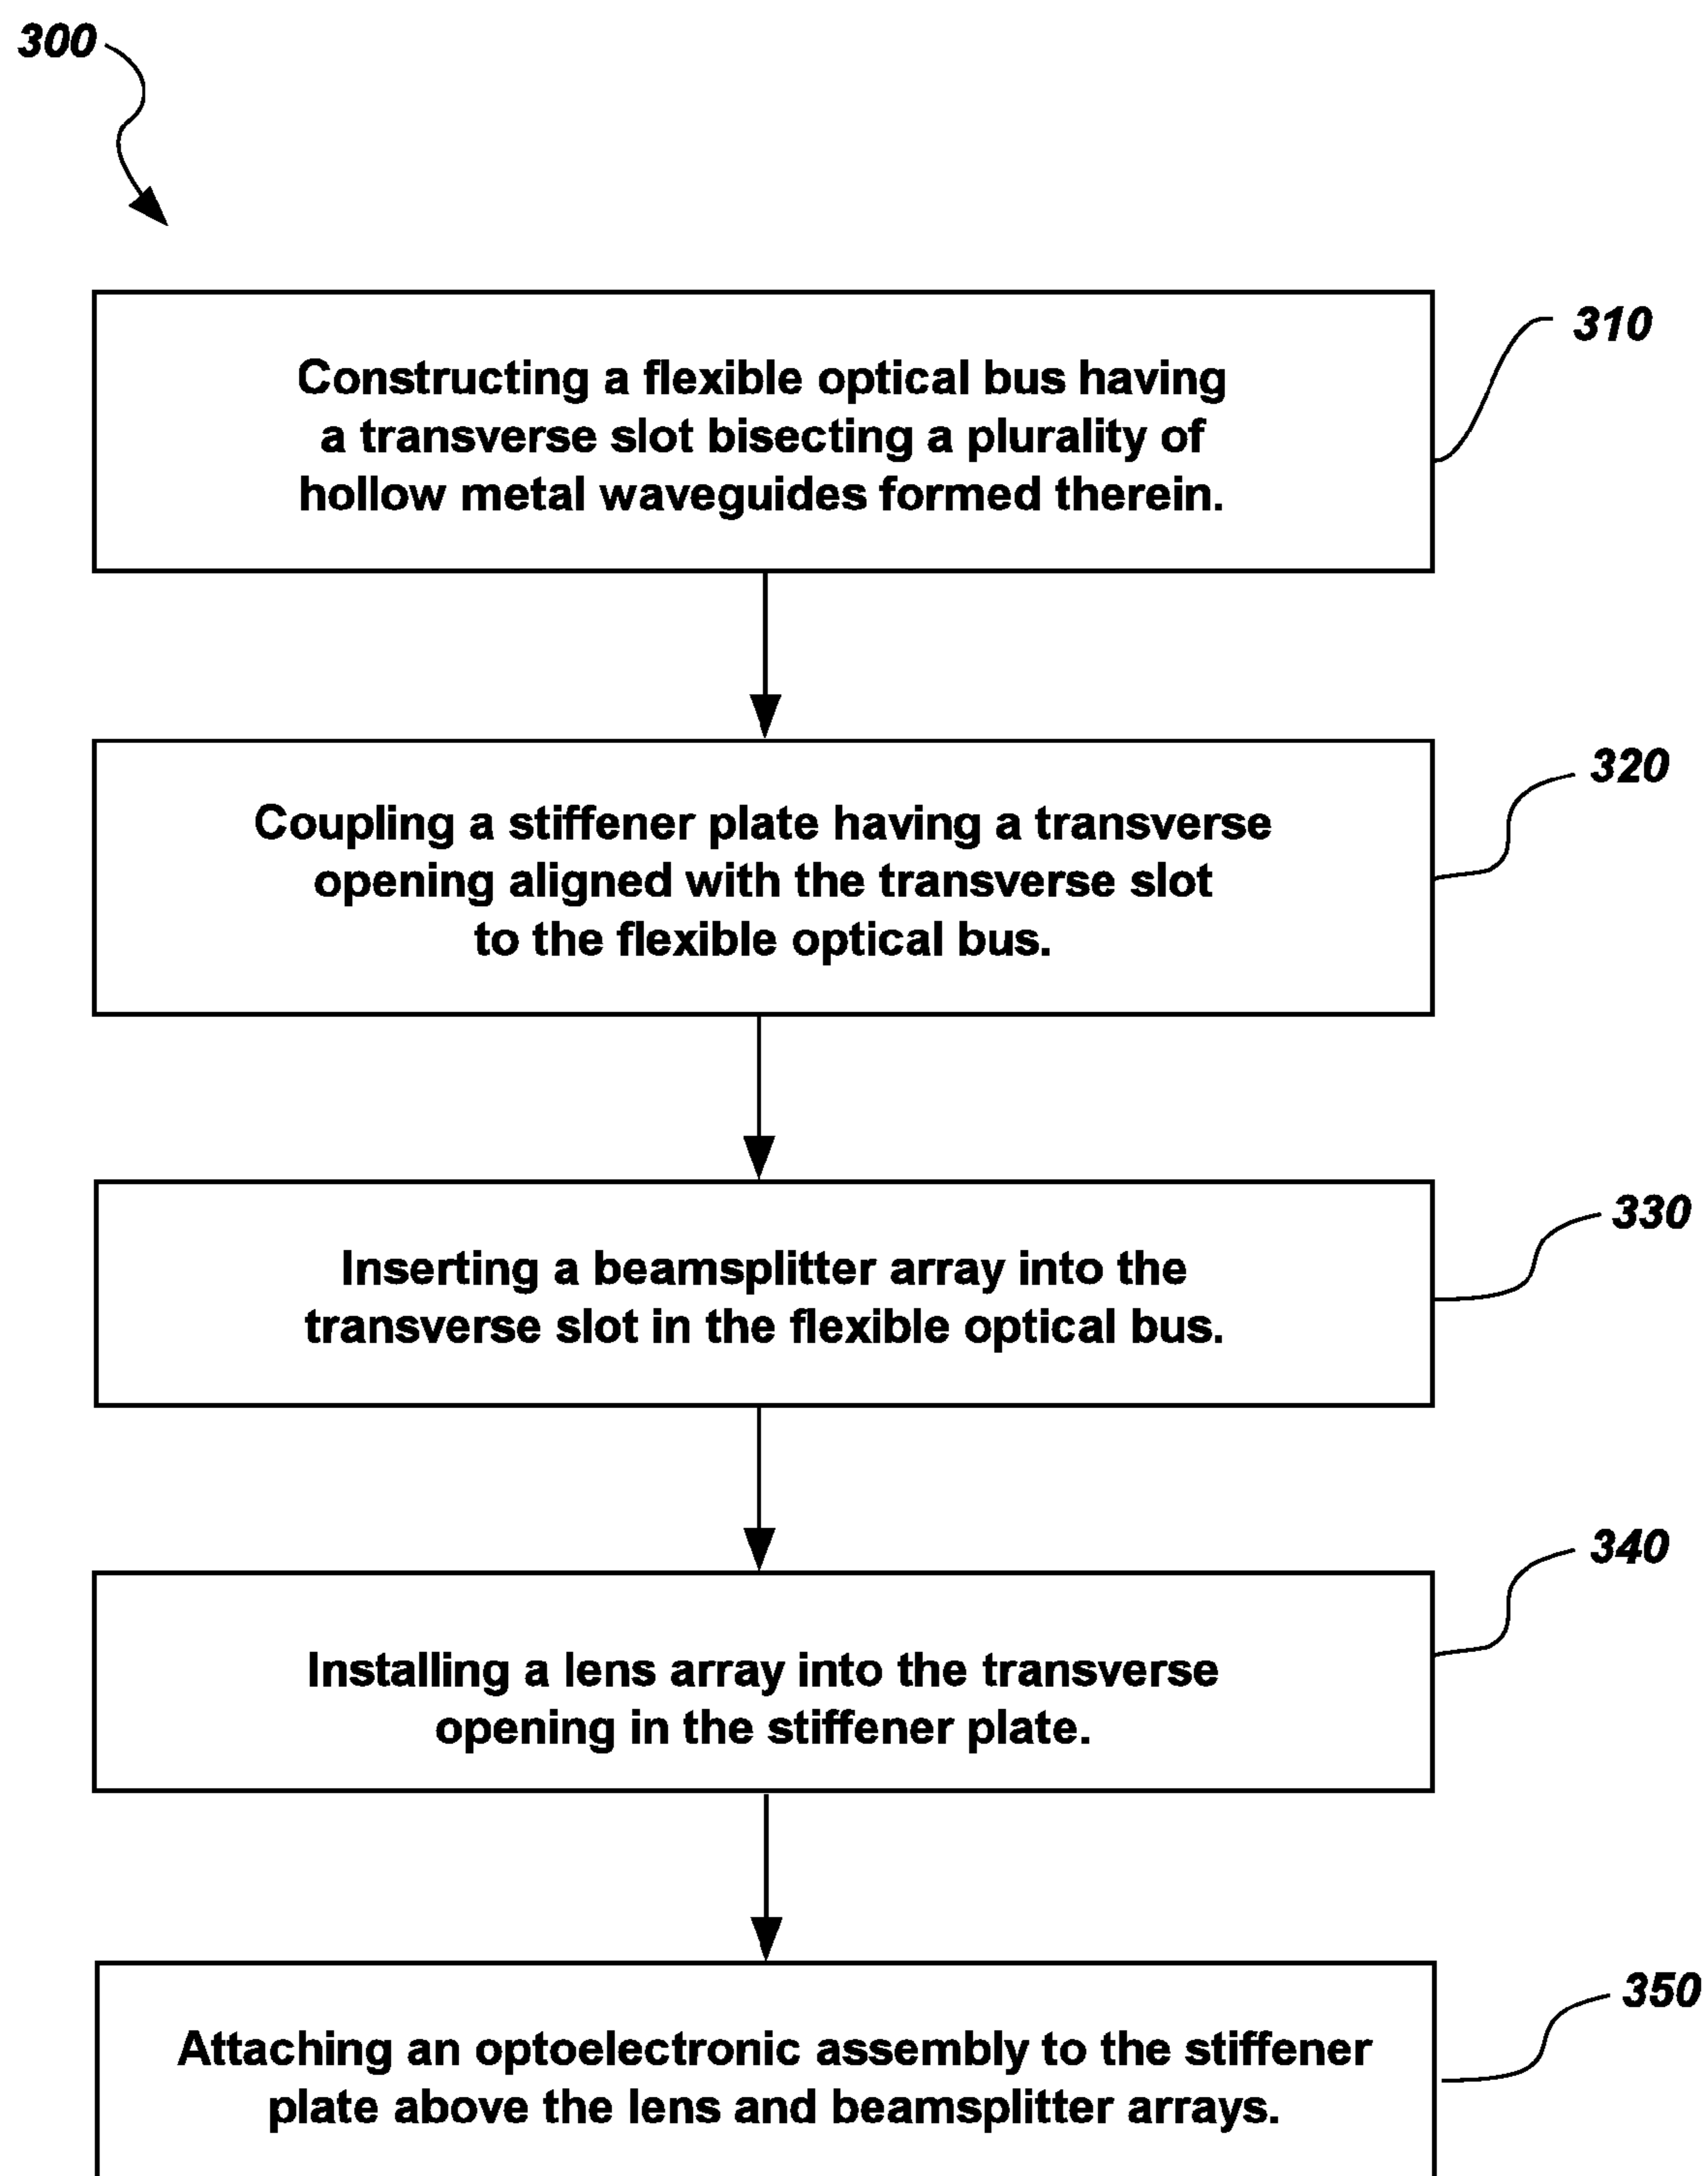 300
310
Constructing a flexible optical bus having
a transverse slot bisecting a plurality of
hollow metal waveguides formed therein.
320
Coupling a stiffener plate having a transverse
opening aligned with the transverse slot
to the flexible optical bus.
330
Inserting a beamsplitter array into the
transverse slot in the flexible optical bus.
340
Installing a lens array into the transverse
opening in the stiffener plate.
350
Attaching an optoelectronic assembly to the stiffener
plate above the lens and beamsplitter arrays.